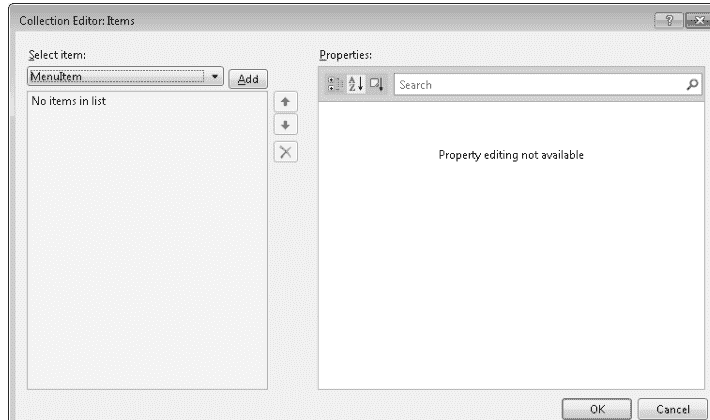 Collection Editor: Items
Select item:
MenuItem
Add
No items in list
Properties:
Search
Property editing not available
OK
Cancel